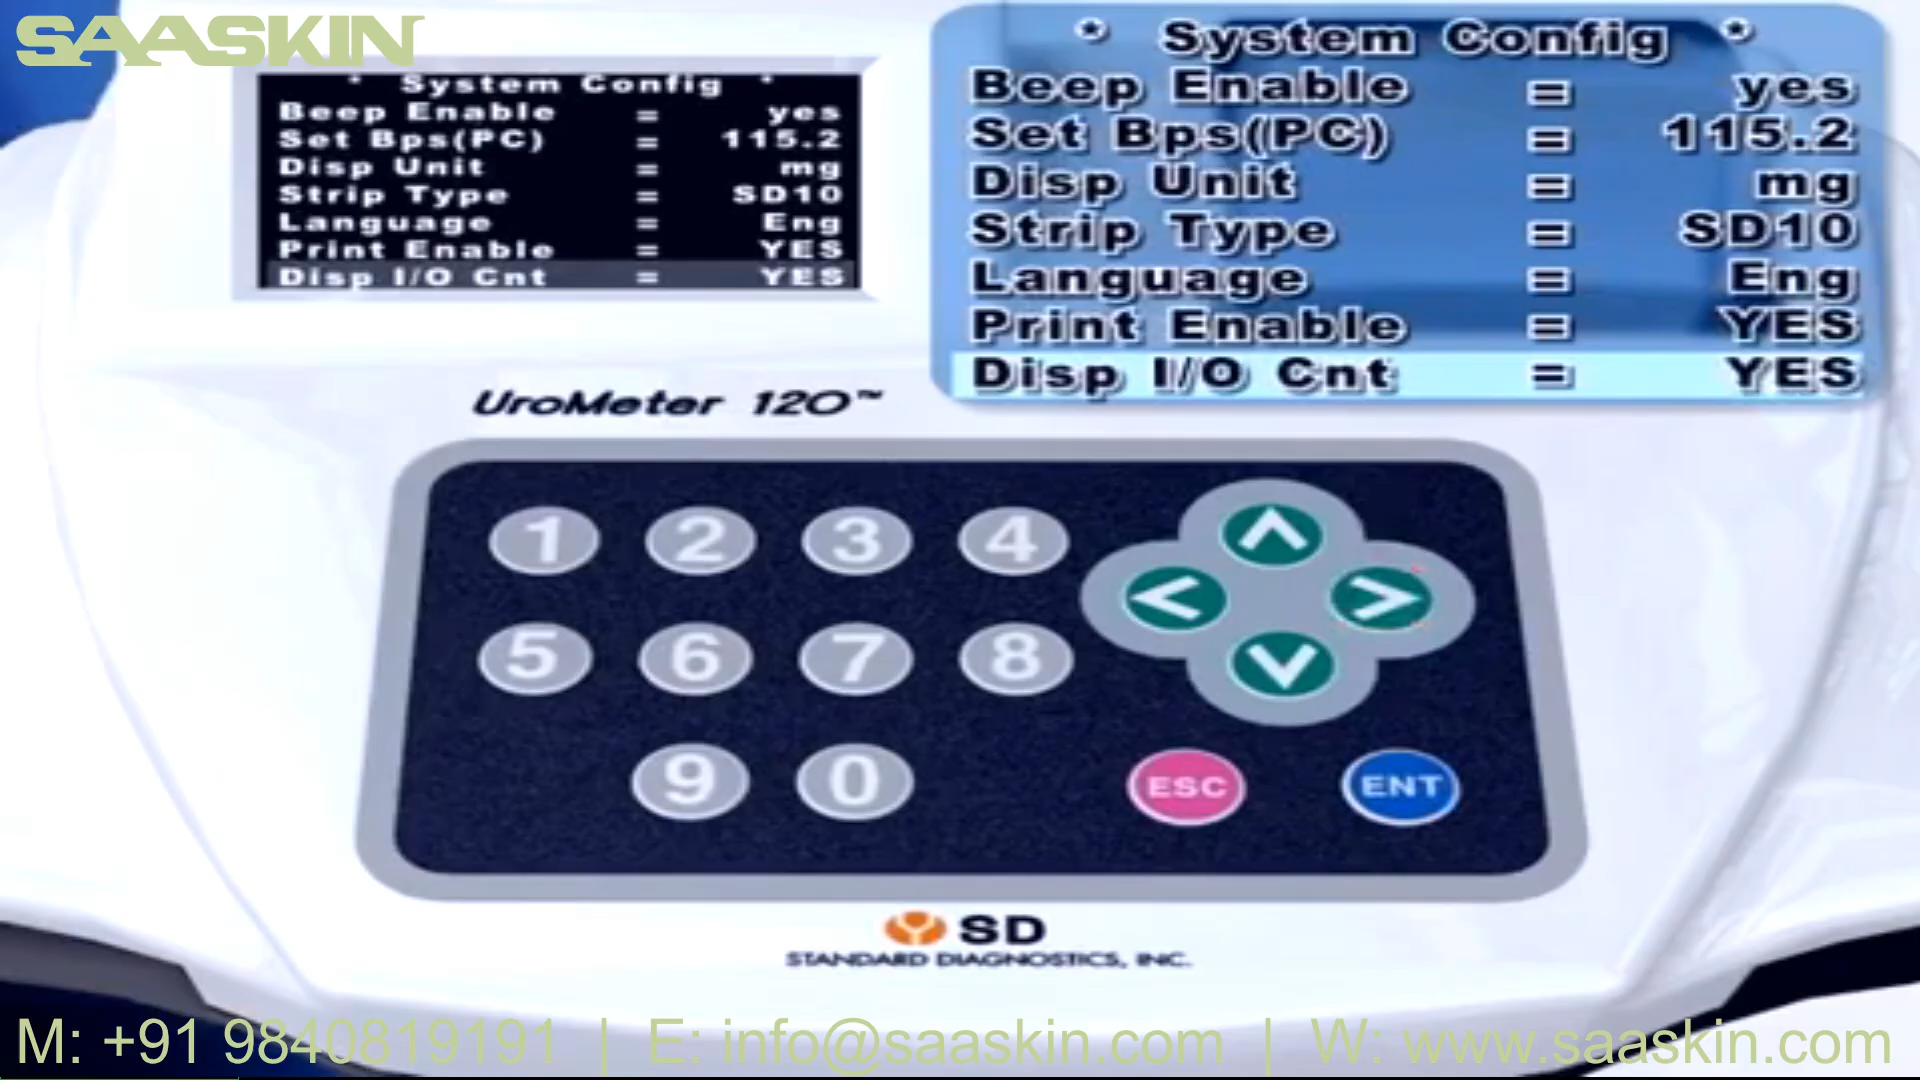 SAASKIN
* System Config *
Beep Enable = yes
Set Bps(PC) = 115.2
Disp Unit = mg
Strip Type = SD10
Language = Eng
Print Enable = YES
Disp I/O Cnt = YES
* System Config *
Beep Enable = yes
Set Bps(PC) = 115.2
Disp Unit = mg
Strip Type = SD10
Language = Eng
Print Enable = YES
Disp I/O Cnt = YES
UroMeter 120™
1 2 3 4
5 6 7 8
9 0
ESC ENT
SD
STANDARD DIAGNOSTICS, INC.
M: +91 9840819191 | E: info@saaskin.com | W: www.saaskin.com